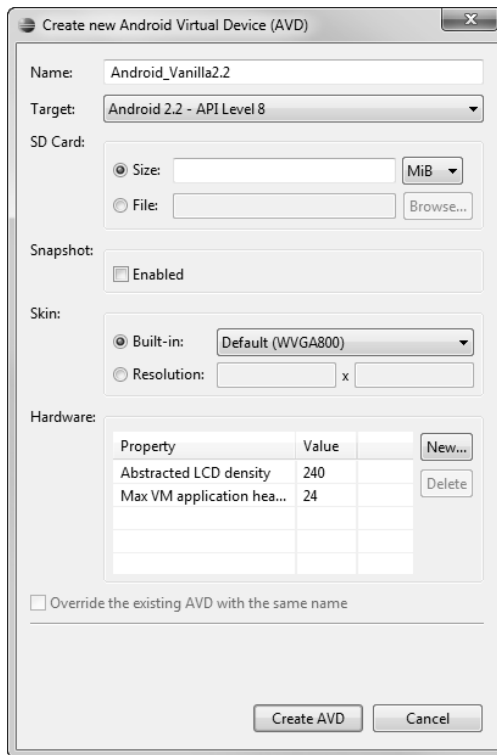 Create new Android Virtual Device (AVD)
x
Name: Android_Vanilla2.2
Target: Android 2.2 - API Level 8
SD Card:
Size: MiB
File: Browse...
Snapshot:
Enabled
Skin:
Built-in: Default (WVGA800)
Resolution: x
Hardware:
Property Value New...
Abstracted LCD density 240 Delete
Max VM application hea... 24
Override the existing AVD with the same name
Create AVD Cancel